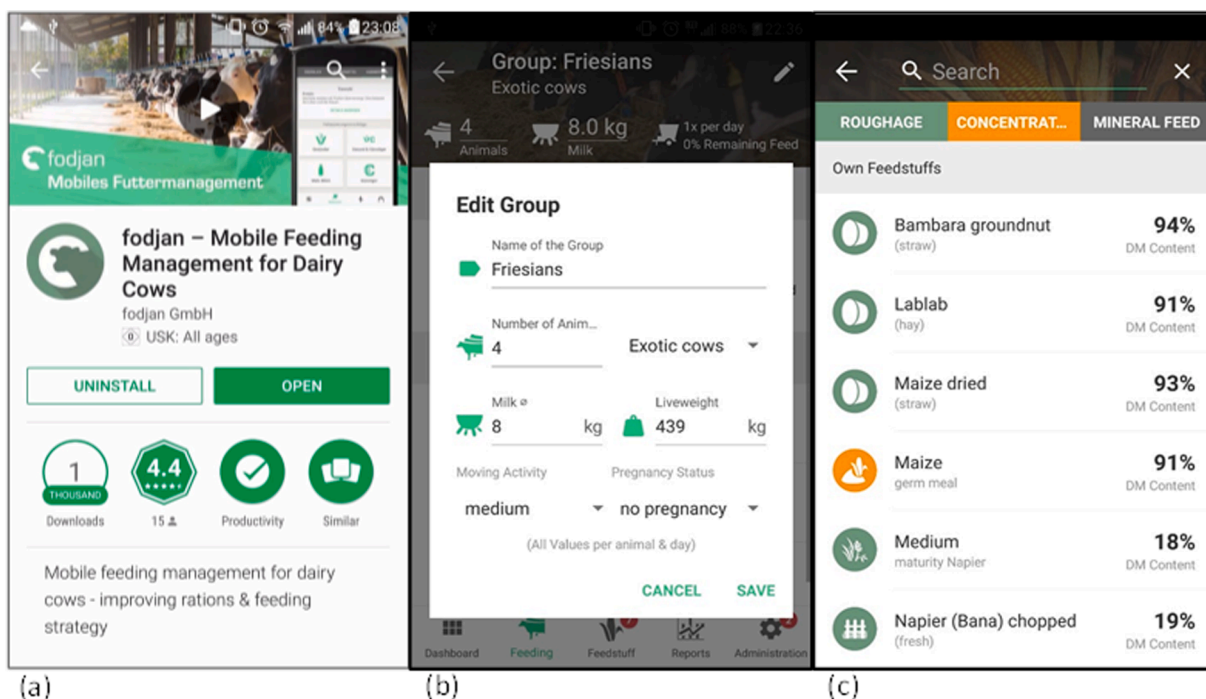 84% 23:08
fodjan
Mobiles Futtermanagement
fodjan – Mobile Feeding
Management for Dairy
Cows
fodjan GmbH
USK: All ages
UNINSTALL
OPEN
1
THOUSAND
Downloads
4.4
15
Productivity
Similar
Mobile feeding management for dairy
cows - improving rations & feeding
strategy
(a)
88% 22:36
Group: Friesians
Exotic cows
4
Animals
8.0 kg
Milk
1x per day
0% Remaining Feed
Edit Group
Name of the Group
Friesians
Number of Anim...
4
Exotic cows
Milk ⌀
8 kg
Liveweight
439 kg
Moving Activity
medium
Pregnancy Status
no pregnancy
(All Values per animal & day)
CANCEL
SAVE
Dashboard
Feeding
Feedstuff
Reports
Administration
(b)
Search
ROUGHAGE
CONCENTRAT...
MINERAL FEED
Own Feedstuffs
Bambara groundnut
(straw)
94%
DM Content
Lablab
(hay)
91%
DM Content
Maize dried
(straw)
93%
DM Content
Maize
germ meal
91%
DM Content
Medium
maturity Napier
18%
DM Content
Napier (Bana) chopped
(fresh)
19%
DM Content
(c)